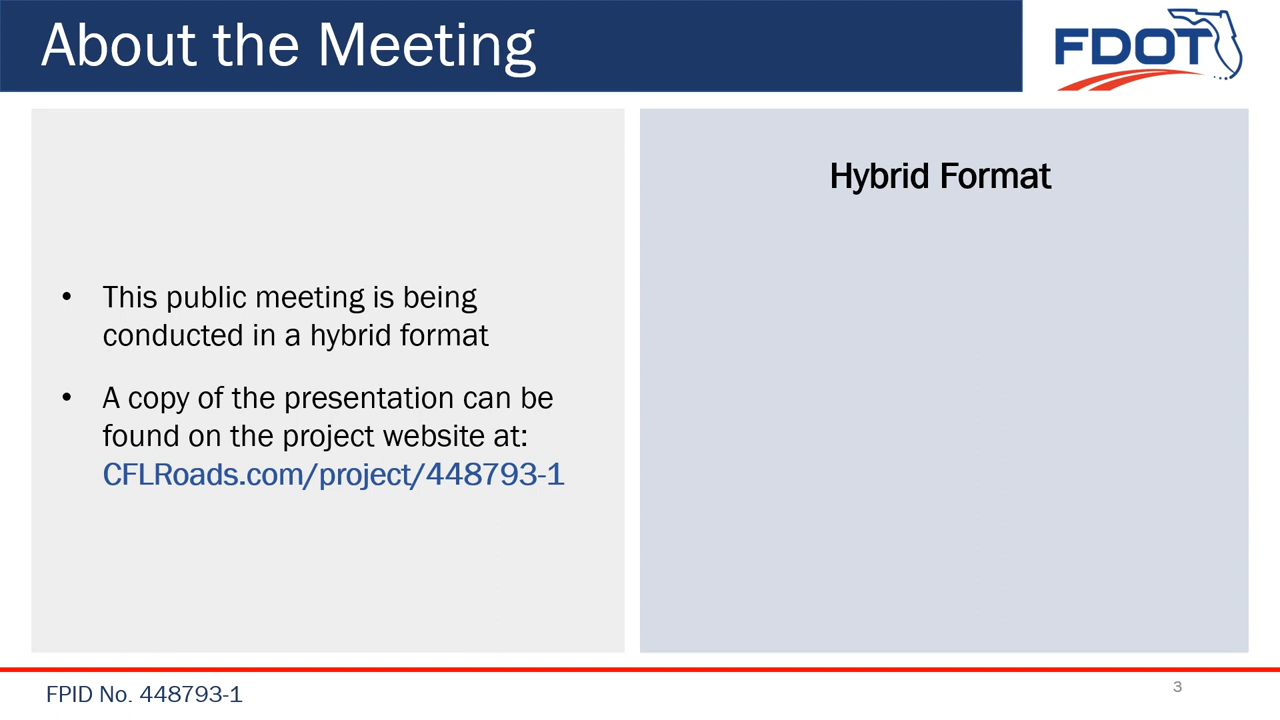 About the Meeting
FDOT
• This public meeting is being
conducted in a hybrid format
• A copy of the presentation can be
found on the project website at:
CFLRoads.com/project/448793-1
Hybrid Format
FPID No. 448793-1
3